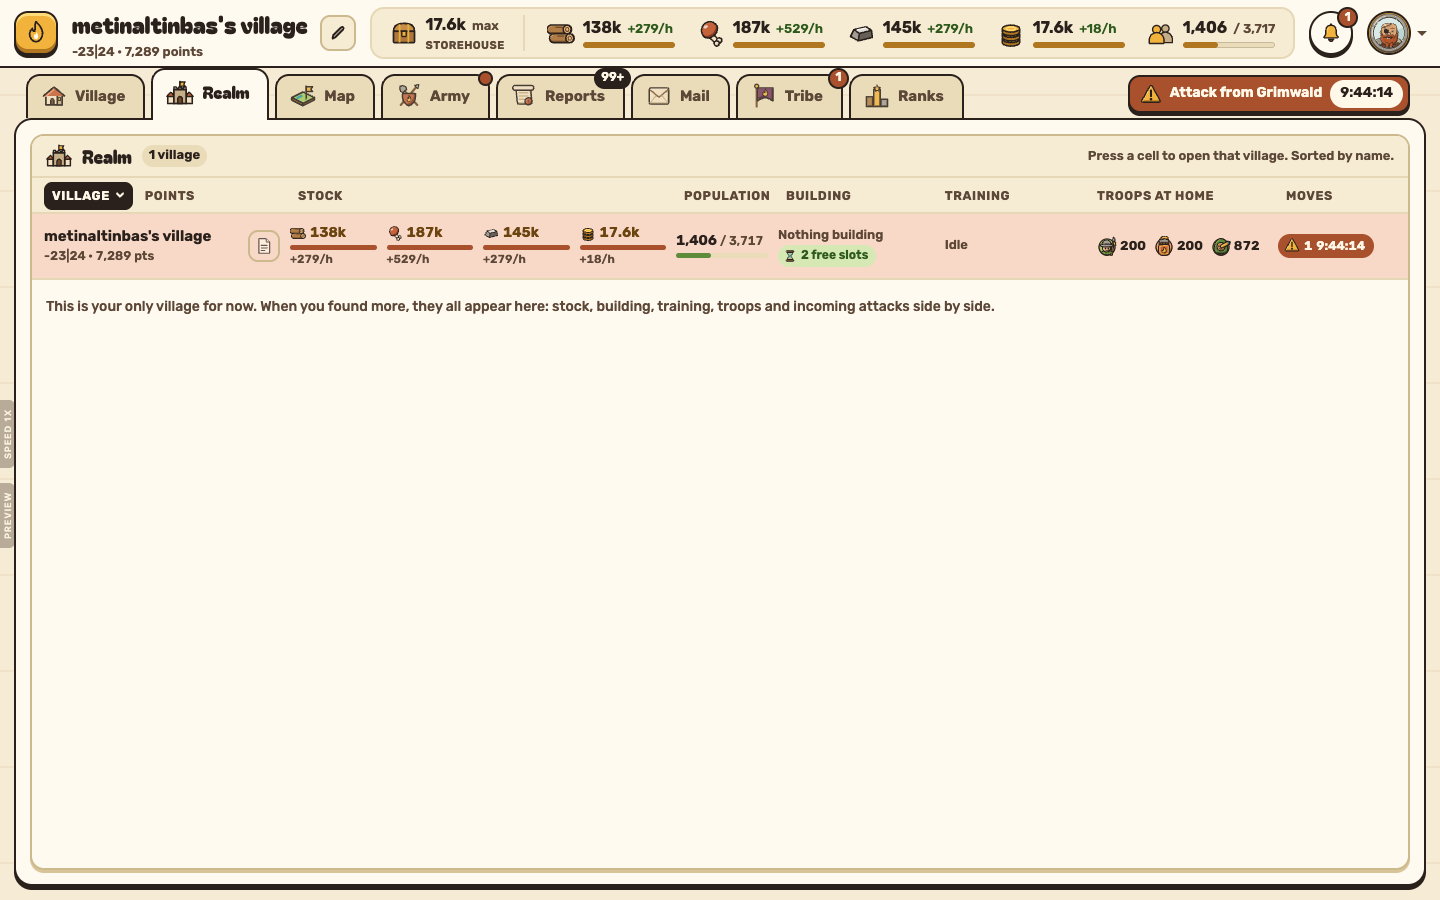 metinaltinbas's village
-23|24 • 7,289 points
17.6k max
STOREHOUSE
138k +279/h
187k +529/h
145k +279/h
17.6k +18/h
1,406 / 3,717
1
Village
Realm
Map
Army
Reports
99+
Mail
Tribe
1
Ranks
Attack from Grimwald 9:44:14
Realm 1 village
Press a cell to open that village. Sorted by name.
VILLAGE POINTS STOCK POPULATION BUILDING TRAINING TROOPS AT HOME MOVES
metinaltinbas's village
-23|24 • 7,289 pts
138k
+279/h
187k
+529/h
145k
+279/h
17.6k
+18/h
1,406 / 3,717
Nothing building
2 free slots
Idle
200 200 872
1 9:44:14
This is your only village for now. When you found more, they all appear here: stock, building, training, troops and incoming attacks side by side.
SPEED 1X
PREVIEW